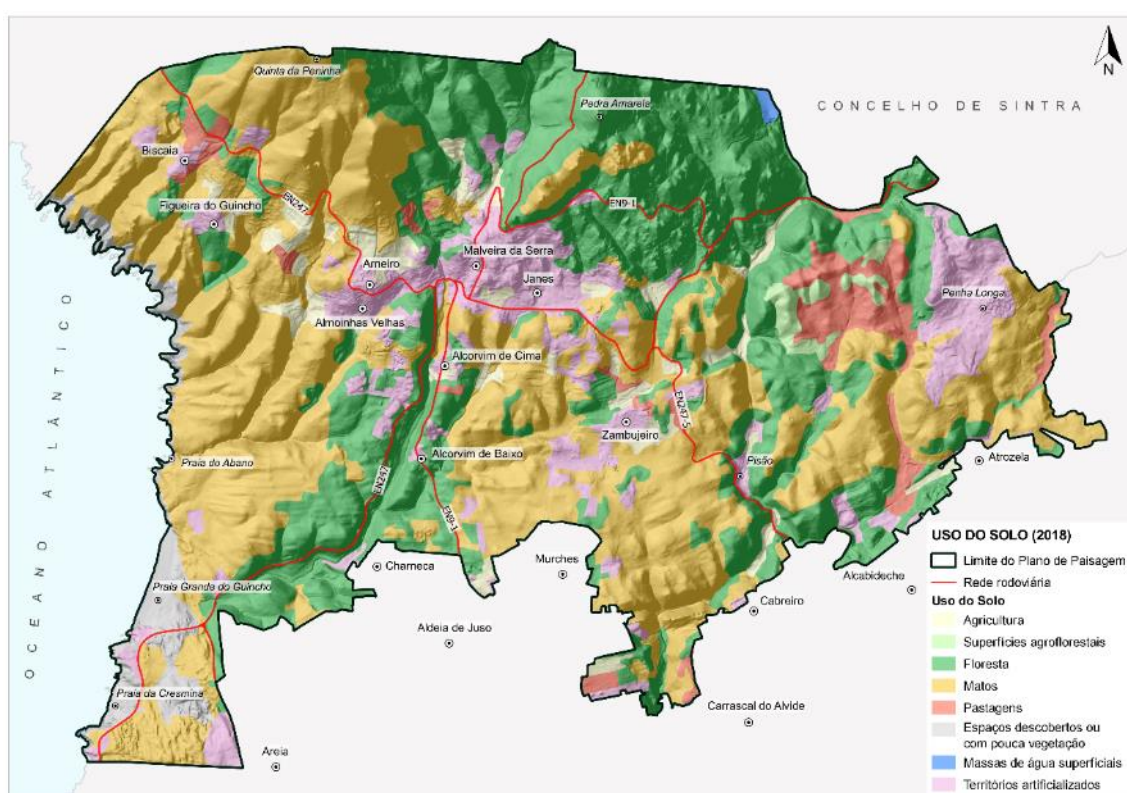 N
CONCELHO DE SINTRA
Quinta da Peninha
Pedra Amarela
Biscaia
EN247
EN9-1
Figueira do Guincho
Malveira da Serra
Arneiro
Janes
Penha Longa
Almoinhas Velhas
Alcorvim de Cima
EN247-5
Zambujeiro
OCEANO ATLÂNTICO
Praia do Abano
Alcorvim de Baixo
EN247
Pisão
Atrozela
EN9-1
Murches
Charneca
Alcabideche
Praia Grande do Guincho
Cabreiro
Aldeia de Juso
Praia da Cresmina
Carrascal do Alvide
Areia
USO DO SOLO (2018)
Limite do Plano de Paisagem
Rede rodoviária
Uso do Solo
Agricultura
Superfícies agroflorestais
Floresta
Matos
Pastagens
Espaços descobertos ou
com pouca vegetação
Massas de água superficiais
Territórios artificializados